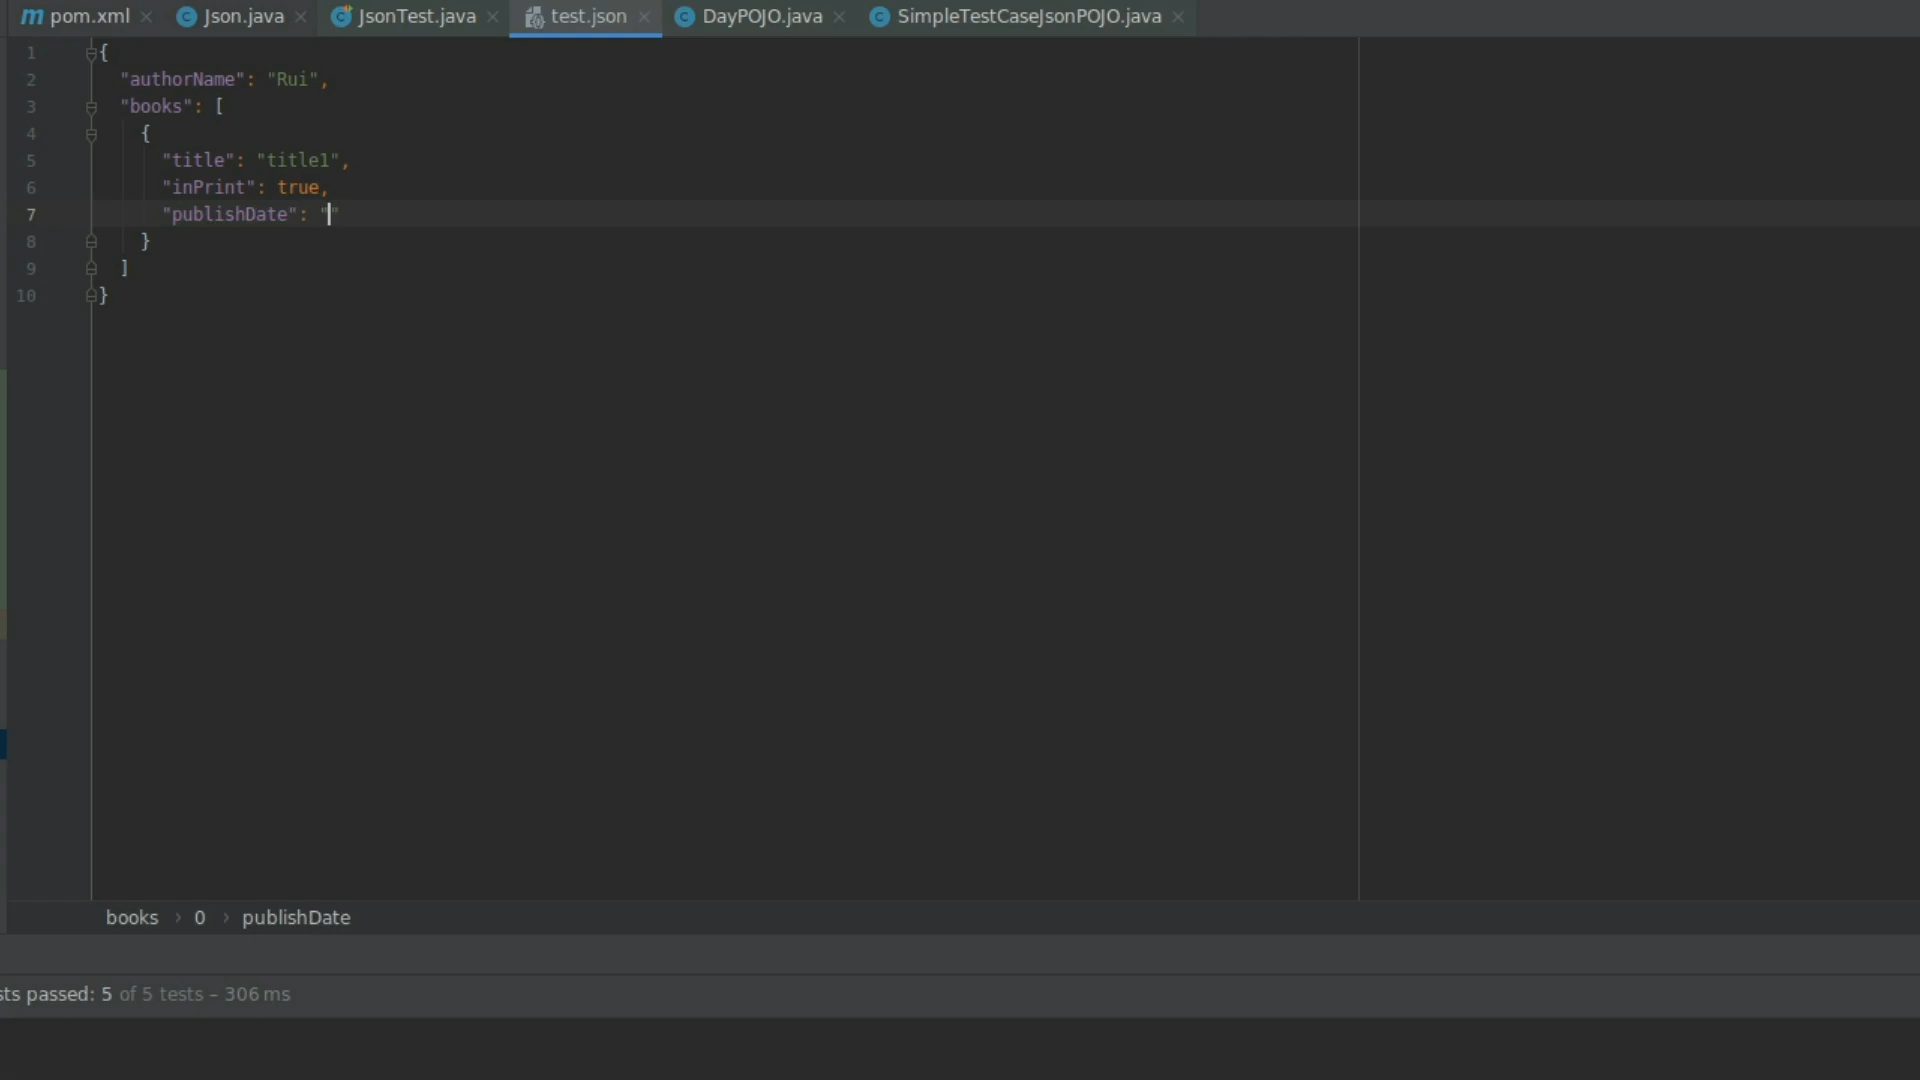 pom.xml Json.java JsonTest.java test.json DayPOJO.java SimpleTestCaseJsonPOJO.java
1 {
2 "authorName": "Rui",
3 "books": [
4 {
5 "title": "title1",
6 "inPrint": true,
7 "publishDate": ""
8 }
9 ]
10 }
books > 0 > publishDate
sts passed: 5 of 5 tests – 306 ms